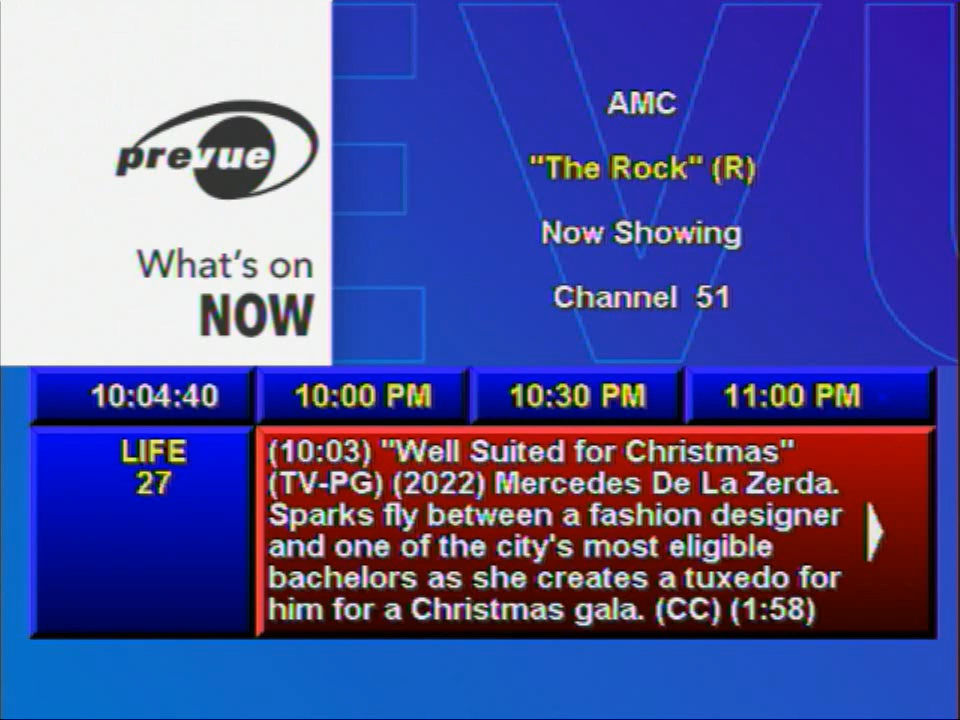 prevue
What's on
NOW
AMC
"The Rock" (R)
Now Showing
Channel 51
10:04:40
10:00 PM
10:30 PM
11:00 PM
LIFE
27
(10:03) "Well Suited for Christmas"
(TV-PG) (2022) Mercedes De La Zerda.
Sparks fly between a fashion designer
and one of the city's most eligible
bachelors as she creates a tuxedo for
him for a Christmas gala. (CC) (1:58)